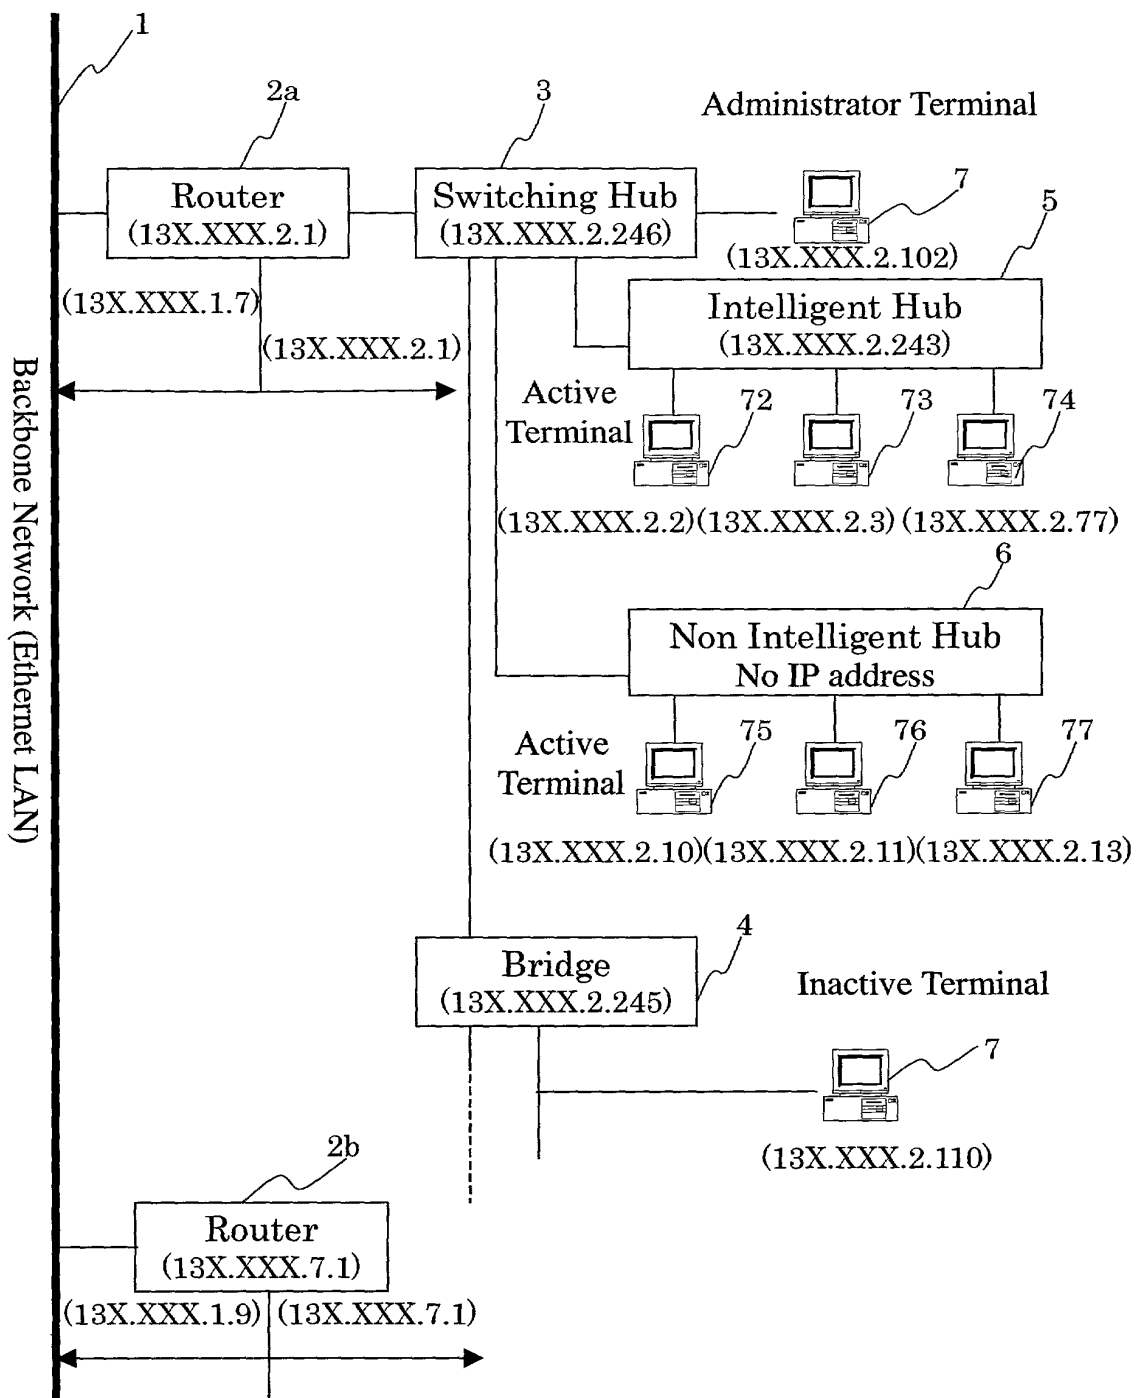 1
2a
3
Administrator Terminal
Router
(13X.XXX.2.1)
Switching Hub
(13X.XXX.2.246)
7
(13X.XXX.2.102)
5
(13X.XXX.1.7)
(13X.XXX.2.1)
Intelligent Hub
(13X.XXX.2.243)
Backbone Network (Ethernet LAN)
Active
Terminal
72
73
74
(13X.XXX.2.2)
(13X.XXX.2.3)
(13X.XXX.2.77)
6
Non Intelligent Hub
No IP address
Active
Terminal
75
76
77
(13X.XXX.2.10)
(13X.XXX.2.11)
(13X.XXX.2.13)
4
Bridge
(13X.XXX.2.245)
Inactive Terminal
7
(13X.XXX.2.110)
2b
Router
(13X.XXX.7.1)
(13X.XXX.1.9)
(13X.XXX.7.1)